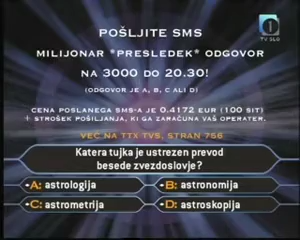 POŠLJITE SMS
TV SLO
MILIJONAR *PRESLEDEK* ODGOVOR
NA 3000 DO 20.30!
(ODGOVOR JE A, B, C ALI D)
CENA POSLANEGA SMS-A JE 0.4172 EUR (100 SIT)
+ STROŠEK POŠILJANJA, KI GA ZARAČUNA VAŠ OPERATER.
VEČ NA TTX TVS, STRAN 756
Katera tujka je ustrezen prevod
besede zvezdoslovje?
A: astrologija
B: astronomija
C: astrometrija
D: astroskopija